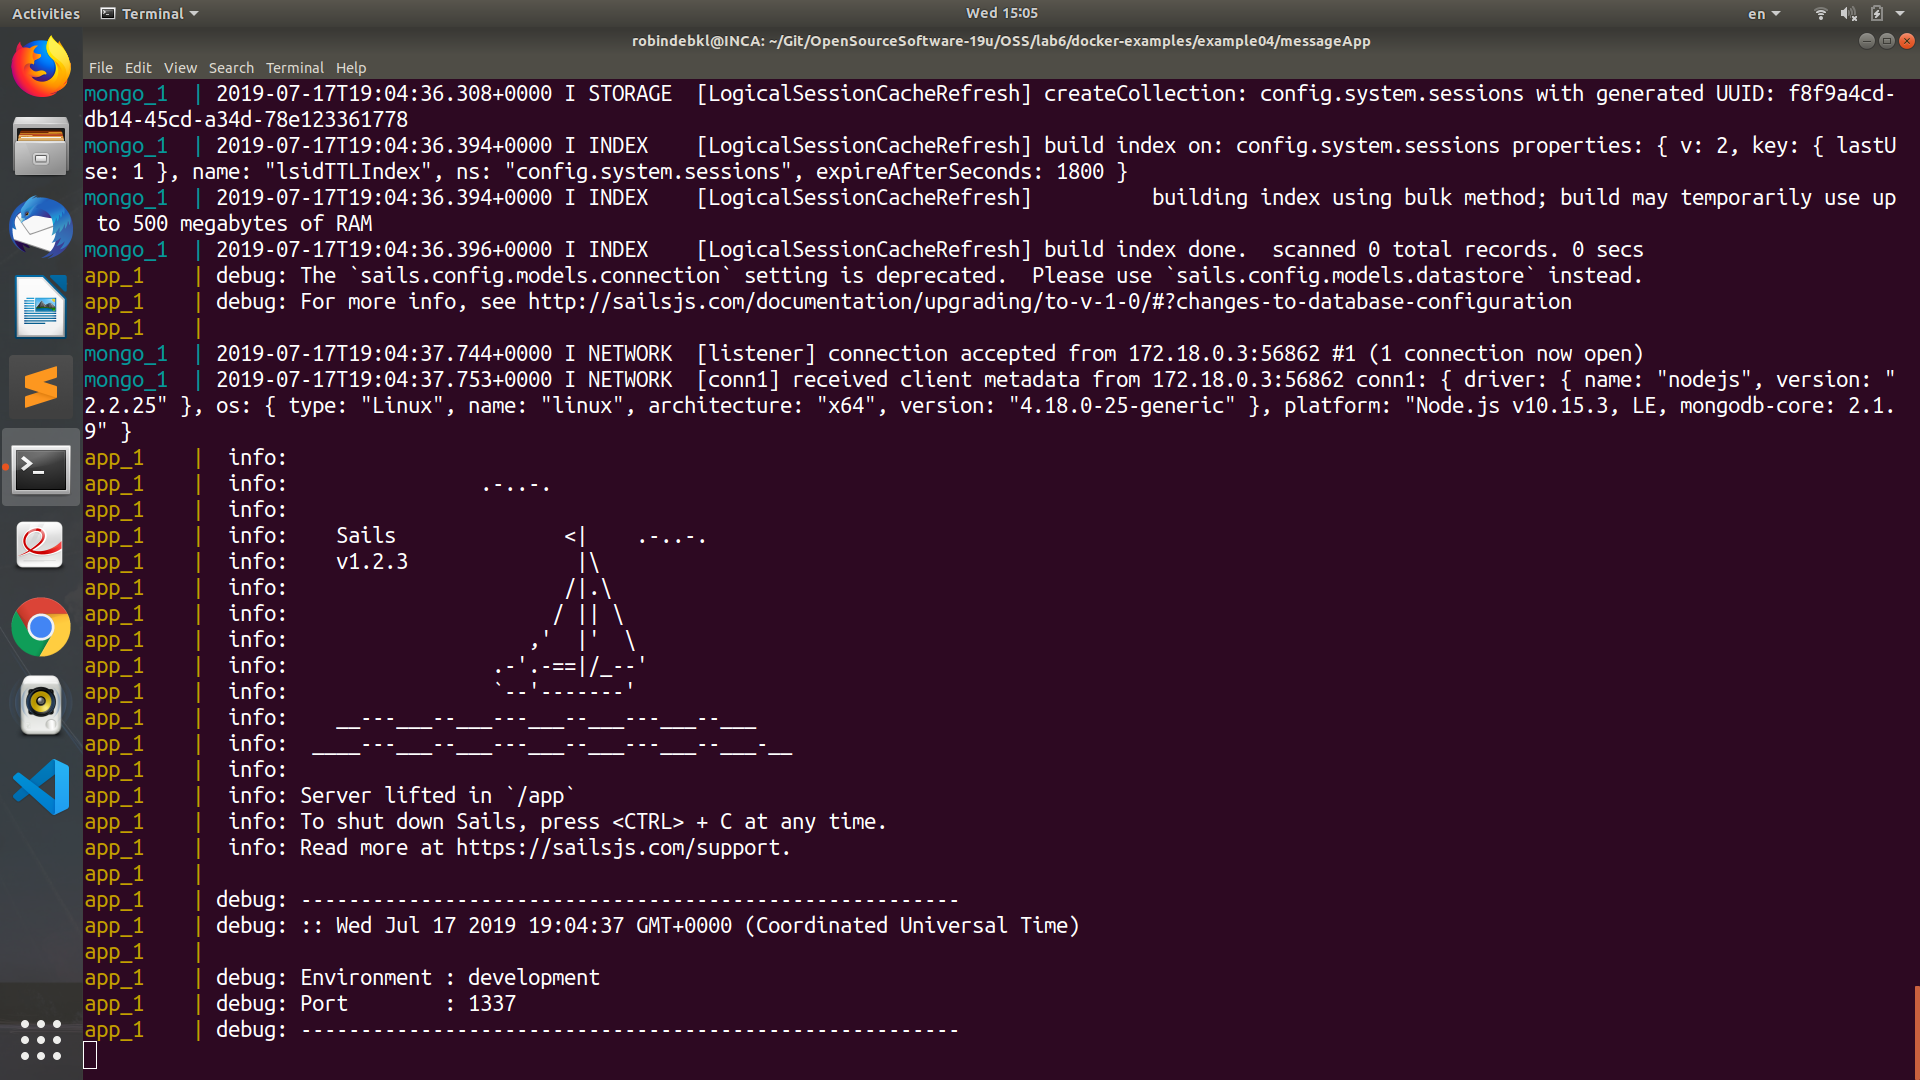 Activities Terminal Wed 15:05 en
robindebkl@INCA: ~/Git/OpenSourceSoftware-19u/OSS/lab6/docker-examples/example04/messageApp
File Edit View Search Terminal Help
mongo_1  | 2019-07-17T19:04:36.308+0000 I STORAGE  [LogicalSessionCacheRefresh] createCollection: config.system.sessions with generated UUID: f8f9a4cd-
db14-45cd-a34d-78e123361778
mongo_1  | 2019-07-17T19:04:36.394+0000 I INDEX    [LogicalSessionCacheRefresh] build index on: config.system.sessions properties: { v: 2, key: { lastU
se: 1 }, name: "lsidTTLIndex", ns: "config.system.sessions", expireAfterSeconds: 1800 }
mongo_1  | 2019-07-17T19:04:36.394+0000 I INDEX    [LogicalSessionCacheRefresh]          building index using bulk method; build may temporarily use up
 to 500 megabytes of RAM
mongo_1  | 2019-07-17T19:04:36.396+0000 I INDEX    [LogicalSessionCacheRefresh] build index done.  scanned 0 total records. 0 secs
app_1    | debug: The `sails.config.models.connection` setting is deprecated.  Please use `sails.config.models.datastore` instead.
app_1    | debug: For more info, see http://sailsjs.com/documentation/upgrading/to-v-1-0/#?changes-to-database-configuration
app_1    |
mongo_1  | 2019-07-17T19:04:37.744+0000 I NETWORK  [listener] connection accepted from 172.18.0.3:56862 #1 (1 connection now open)
mongo_1  | 2019-07-17T19:04:37.753+0000 I NETWORK  [conn1] received client metadata from 172.18.0.3:56862 conn1: { driver: { name: "nodejs", version: "
2.2.25" }, os: { type: "Linux", name: "linux", architecture: "x64", version: "4.18.0-25-generic" }, platform: "Node.js v10.15.3, LE, mongodb-core: 2.1.
9" }
app_1    |  info:
app_1    |  info:                .-..-.
app_1    |  info:
app_1    |  info:    Sails              <|    .-..-.
app_1    |  info:    v1.2.3              |\
app_1    |  info:                       /|.\
app_1    |  info:                      / || \
app_1    |  info:                    ,'  |'  \
app_1    |  info:                 .-'.-==|/_--'
app_1    |  info:                 `--'-------'
app_1    |  info:    __---___--___---___--___---___--___
app_1    |  info:  ____---___--___---___--___---___--___-__
app_1    |  info:
app_1    |  info: Server lifted in `/app`
app_1    |  info: To shut down Sails, press <CTRL> + C at any time.
app_1    |  info: Read more at https://sailsjs.com/support.
app_1    |
app_1    | debug: -------------------------------------------------------
app_1    | debug: :: Wed Jul 17 2019 19:04:37 GMT+0000 (Coordinated Universal Time)
app_1    |
app_1    | debug: Environment : development
app_1    | debug: Port        : 1337
app_1    | debug: -------------------------------------------------------